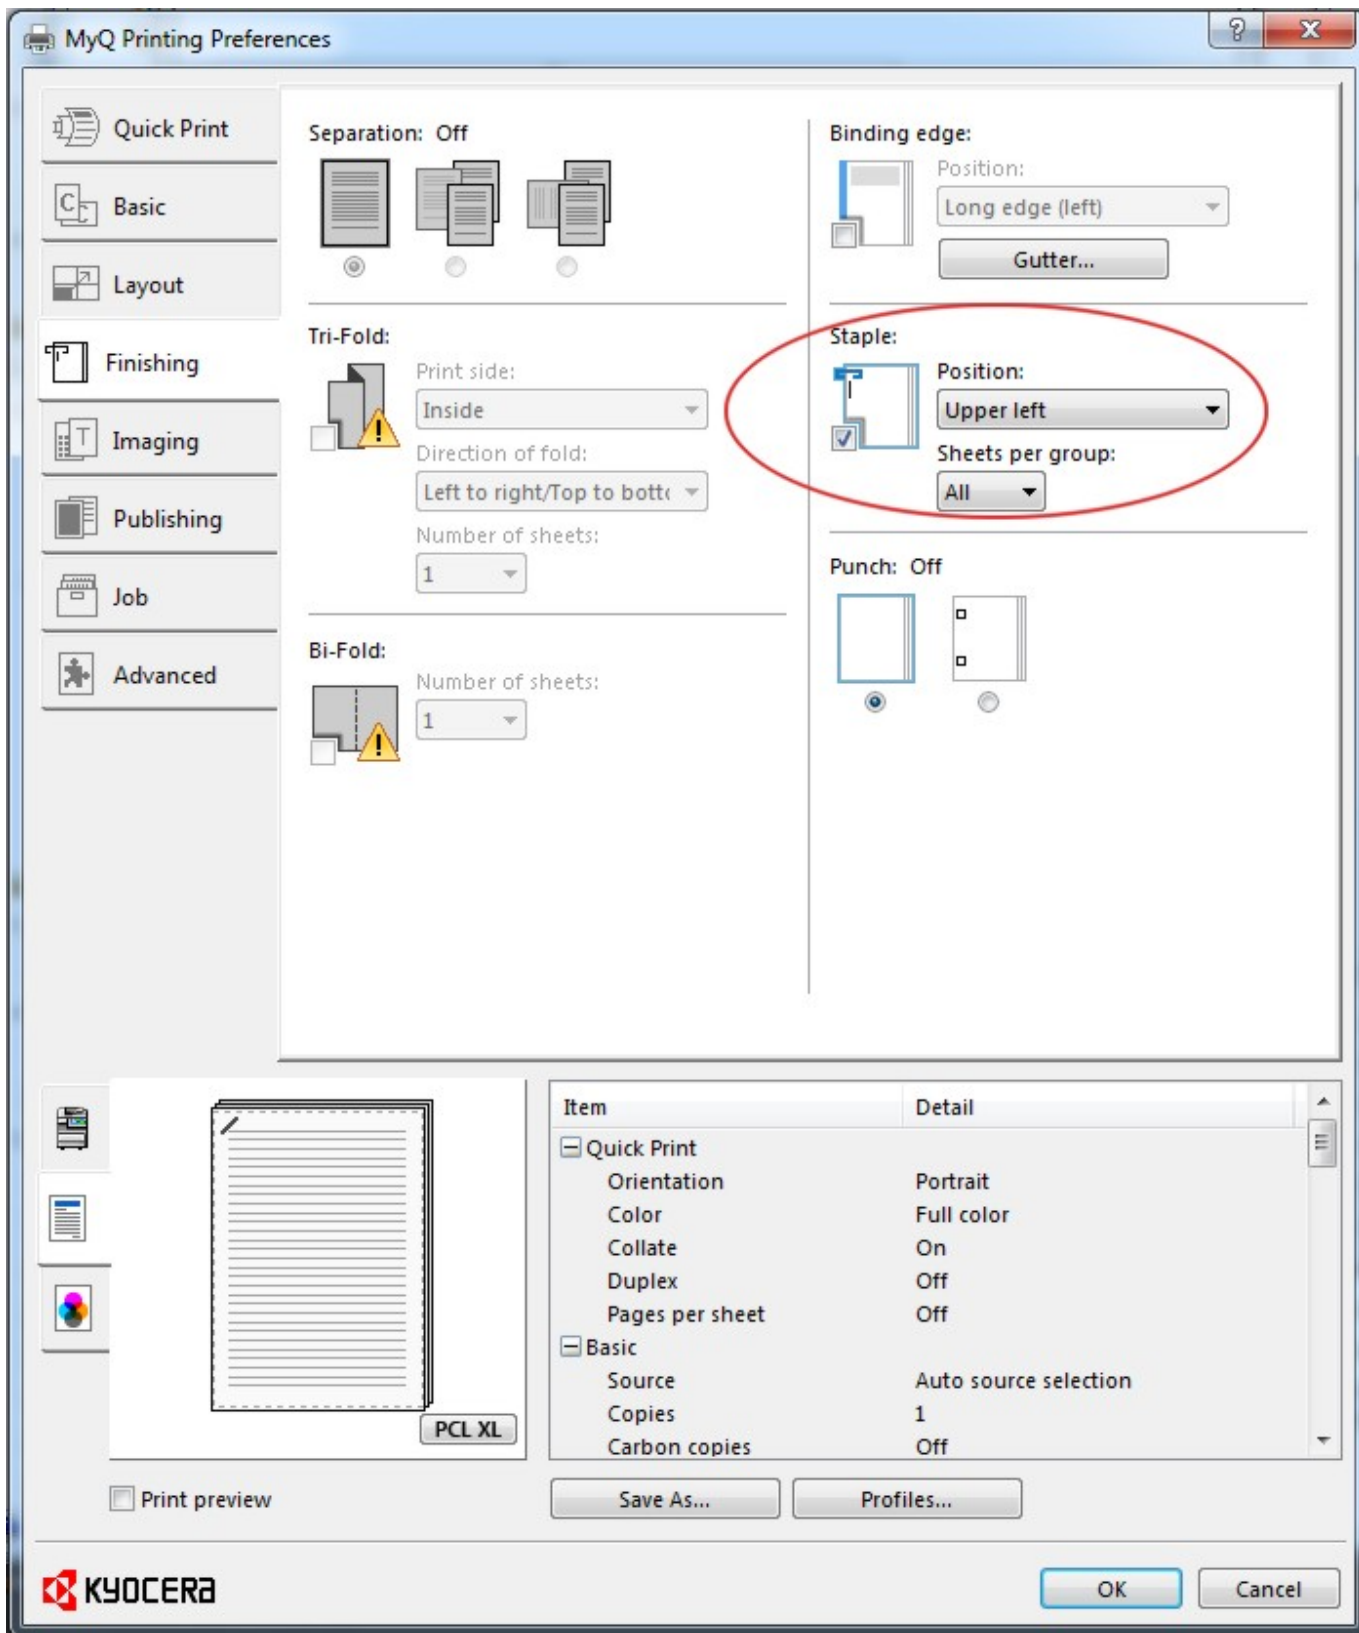 MyQ Printing Preferences
Quick Print
Basic
Layout
Finishing
Imaging
Publishing
Job
Advanced
Separation: Off
Tri-Fold:
Print side:
Inside
Direction of fold:
Left to right/Top to botto
Number of sheets:
1
Bi-Fold:
Number of sheets:
1
Binding edge:
Position:
Long edge (left)
Gutter...
Staple:
Position:
Upper left
Sheets per group:
All
Punch: Off
PCL XL
Print preview
Item Detail
Quick Print
Orientation Portrait
Color Full color
Collate On
Duplex Off
Pages per sheet Off
Basic
Source Auto source selection
Copies 1
Carbon copies Off
Save As... Profiles...
KYOCERA
OK Cancel